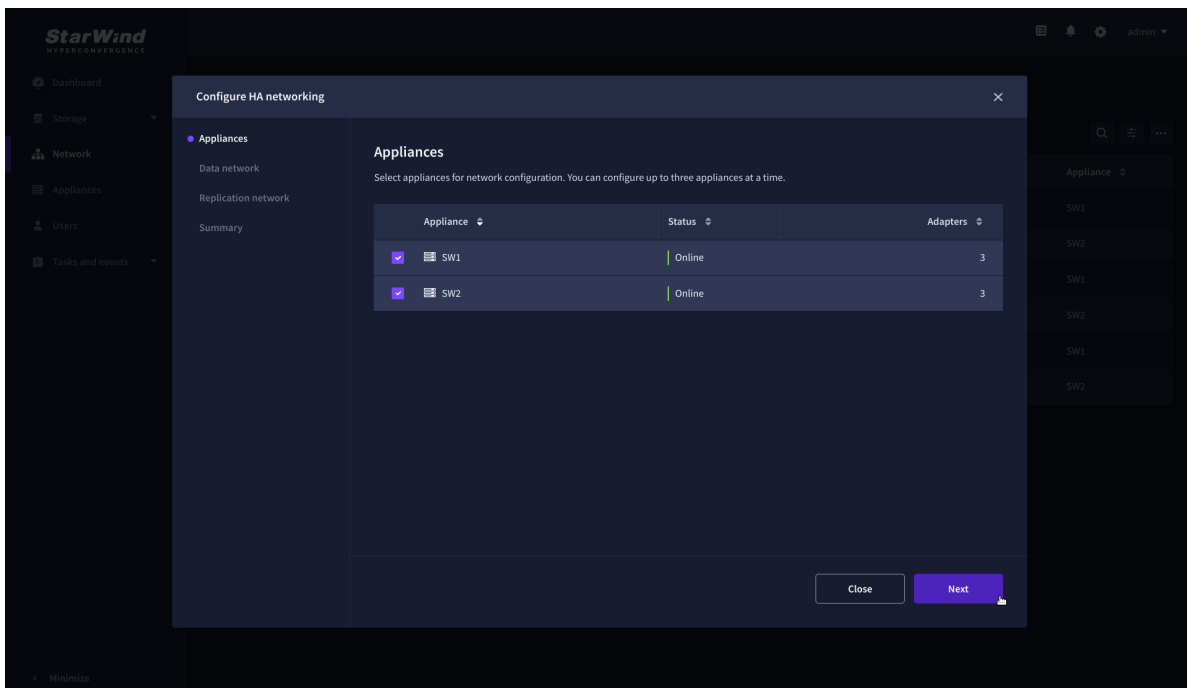 StarWind
HYPERCONVERGENCE
admin
Dashboard
Storage
Network
Appliances
Users
Tasks and events
Minimize
Configure HA networking
Appliances
Data network
Replication network
Summary
Appliances
Select appliances for network configuration. You can configure up to three appliances at a time.
Appliance Status Adapters
SW1 Online 3
SW2 Online 3
Close Next
Appliance
SW1
SW2
SW1
SW2
SW1
SW2